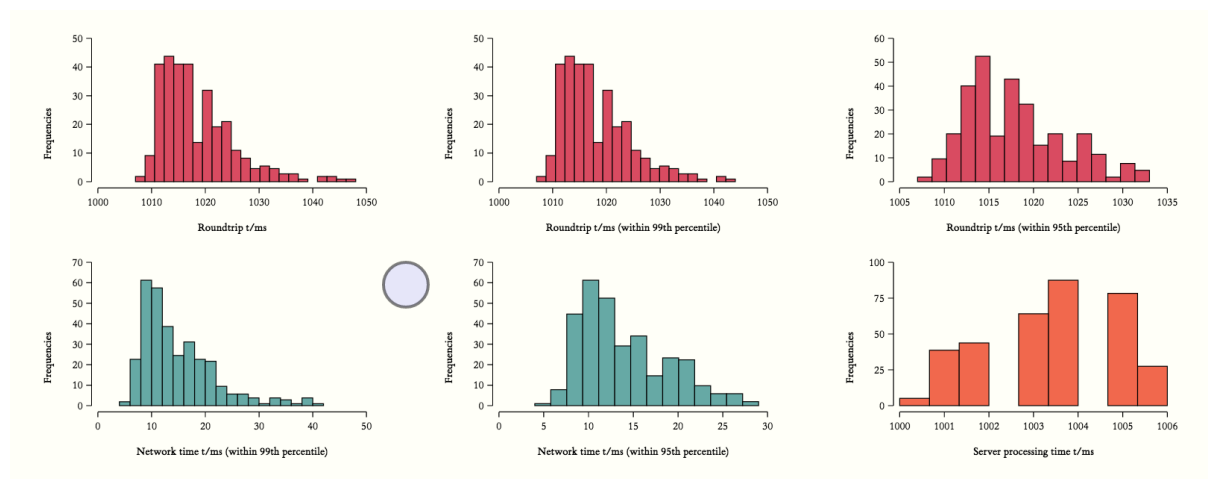 50
40
30
20
10
0
Frequencies
1000 1010 1020 1030 1040 1050
Roundtrip t/ms
50
40
30
20
10
0
Frequencies
1000 1010 1020 1030 1040 1050
Roundtrip t/ms (within 99th percentile)
60
50
40
30
20
10
0
Frequencies
1005 1010 1015 1020 1025 1030 1035
Roundtrip t/ms (within 95th percentile)
70
60
50
40
30
20
10
0
Frequencies
0 10 20 30 40 50
Network time t/ms (within 99th percentile)
70
60
50
40
30
20
10
0
Frequencies
0 5 10 15 20 25 30
Network time t/ms (within 95th percentile)
100
75
50
25
0
Frequencies
1000 1001 1002 1003 1004 1005 1006
Server processing time t/ms